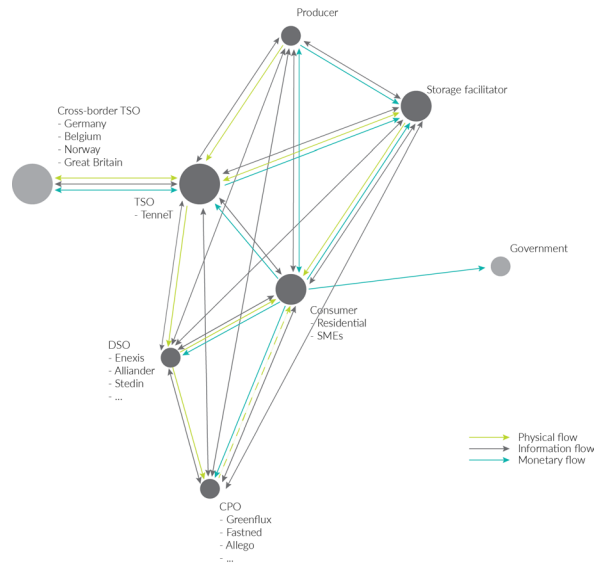 Producer
Storage facilitator
Cross-border TSO
- Germany
- Belgium
- Norway
- Great Britain
TSO
- TenneT
Government
Consumer
- Residential
- SMEs
DSO
- Enexis
- Alliander
- Stedin
- ...
Physical flow
Information flow
Monetary flow
CPO
- Greenflux
- Fastned
- Allego
- ...